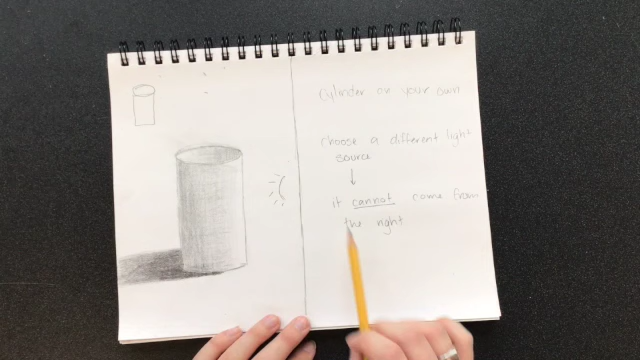 cylinder on your own
choose a different light
source
it cannot come from
the right